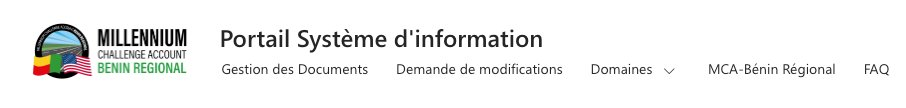 MILLENNIUM
CHALLENGE ACCOUNT
BENIN REGIONAL
Portail Système d'information
Gestion des Documents Demande de modifications Domaines MCA-Bénin Régional FAQ